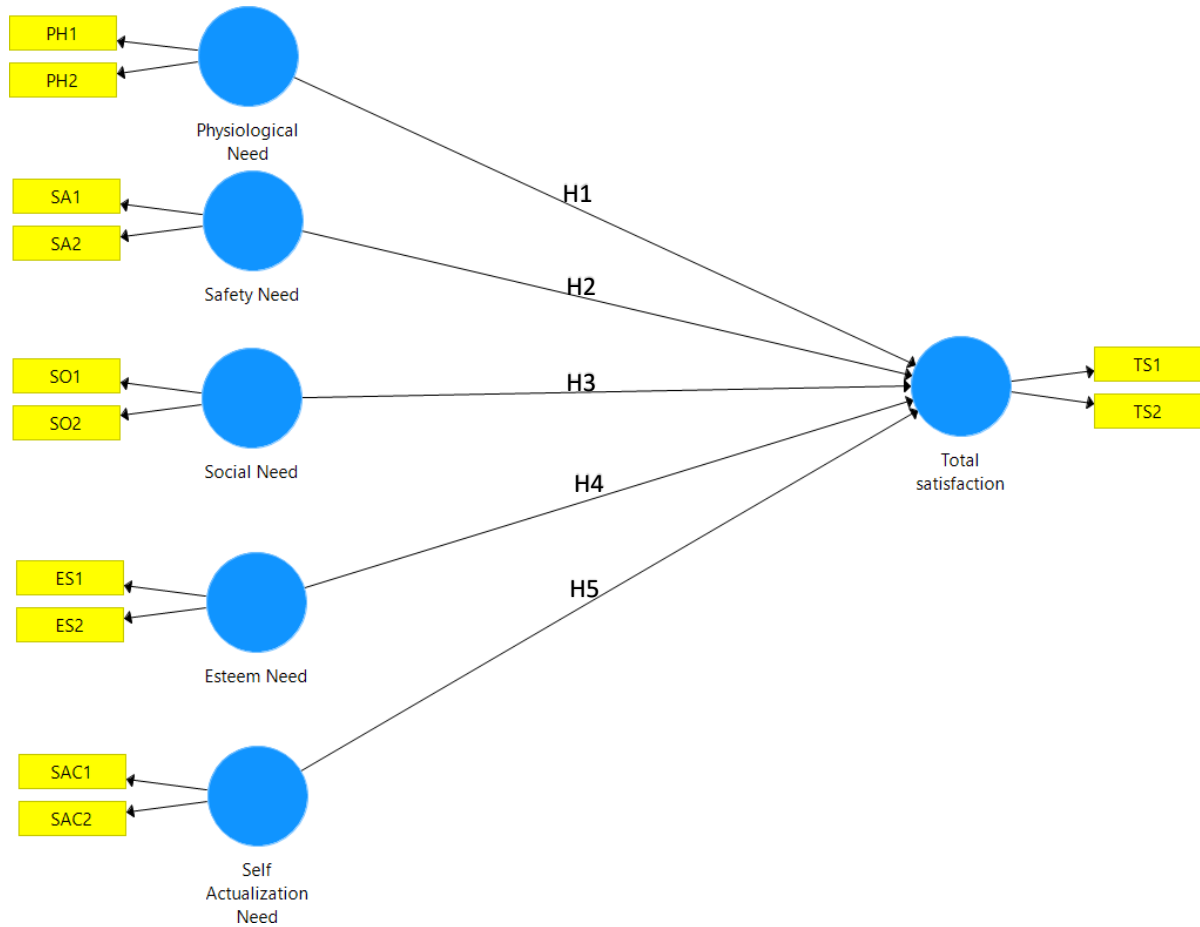 PH1
PH2
Physiological
Need
H1
SA1
SA2
Safety Need
H2
SO1
SO2
Social Need
H3
TS1
TS2
Total
satisfaction
H4
ES1
ES2
Esteem Need
H5
SAC1
SAC2
Self
Actualization
Need